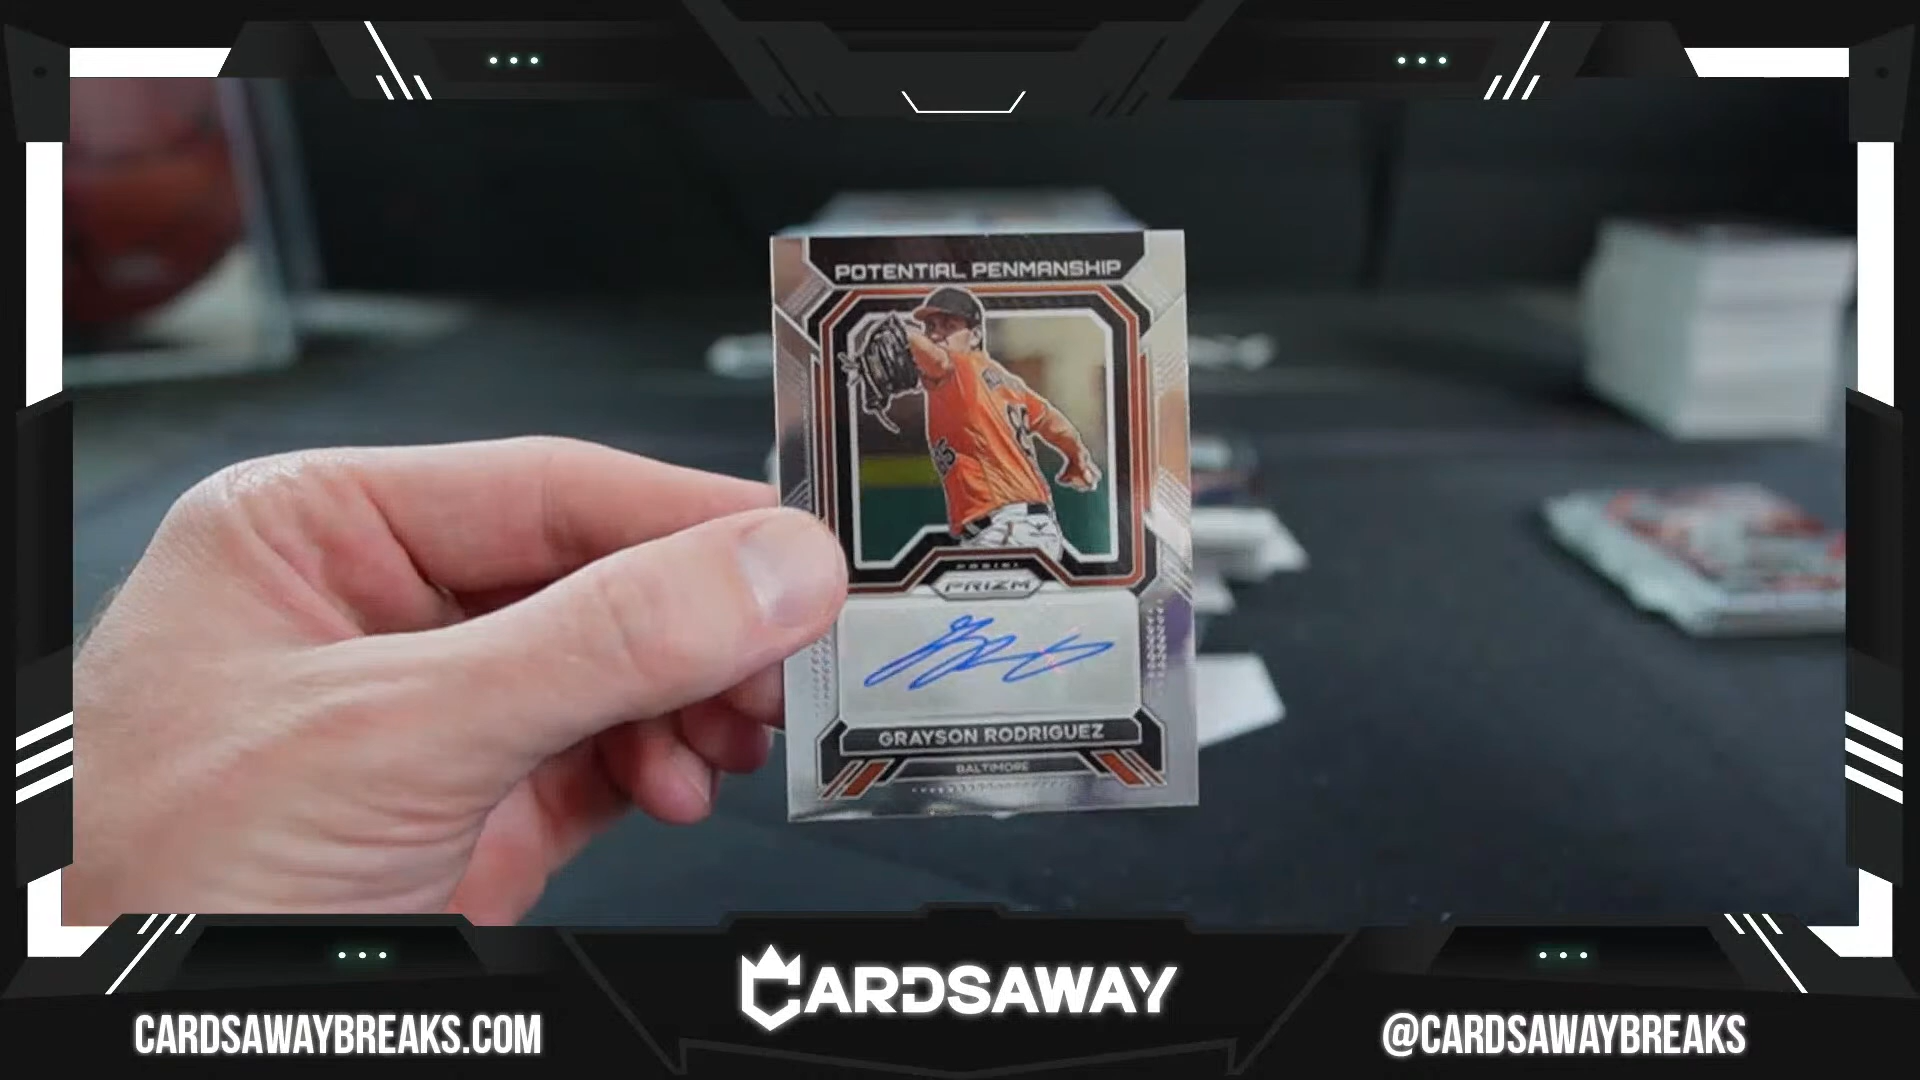 POTENTIAL PENMANSHIP
PANINI
PRIZM
GRAYSON RODRIGUEZ
BALTIMORE
CARDSAWAY
CARDSAWAYBREAKS.COM
@CARDSAWAYBREAKS